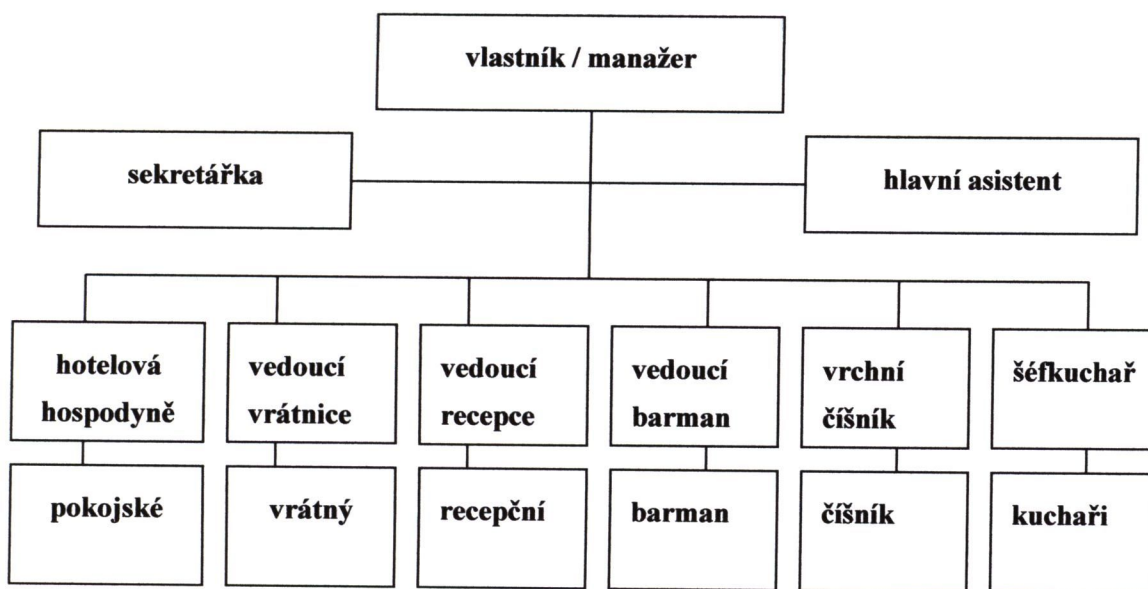 vlastník / manažer
sekretářka
hlavní asistent
hotelová
hospodyně
vedoucí
vrátnice
vedoucí
recepce
vedoucí
barman
vrchní
číšník
šéfkuchař
pokojské
vrátný
recepční
barman
číšník
kuchaři